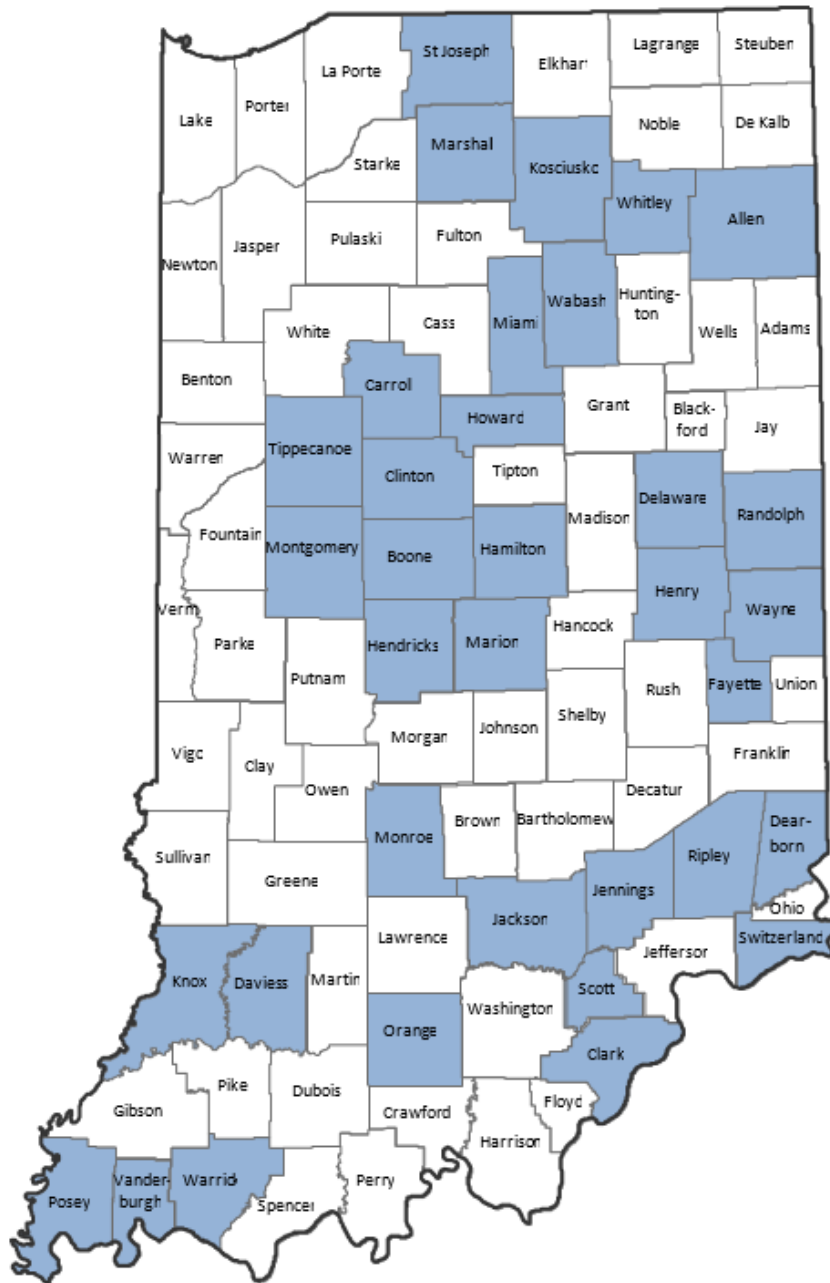 St Joseph
Elkhart
Lagrange
Steuben
La Porte
Porter
Lake
Noble
De Kalb
Marshal
Starke
Kosciusko
Whitley
Allen
Pulaski
Fulton
Jasper
Newton
Miami
Wabash
Hunting-
ton
White
Cass
Wells
Adams
Benton
Carrol
Howard
Grant
Black-
ford
Jay
Tippecanoe
Warren
Clinton
Tipton
Delaware
Randolph
Madison
Fountain
Montgomery
Boone
Hamilton
Henry
Wayne
Verm
Parke
Hendricks
Marion
Hancock
Putnam
Rush
Fayette
Union
Morgan
Johnson
Shelby
Vigo
Clay
Franklin
Owen
Decatur
Monroe
Brown
Bartholomew
Dear-
born
Ripley
Sullivan
Greene
Jennings
Jackson
Ohio
Lawrence
Switzerland
Jefferson
Knox
Daviess
Martin
Scott
Washington
Orange
Clark
Pike
Dubois
Gibson
Crawford
Floyd
Harrison
Posey
Vander-
burgh
Warrick
Perry
Spencer